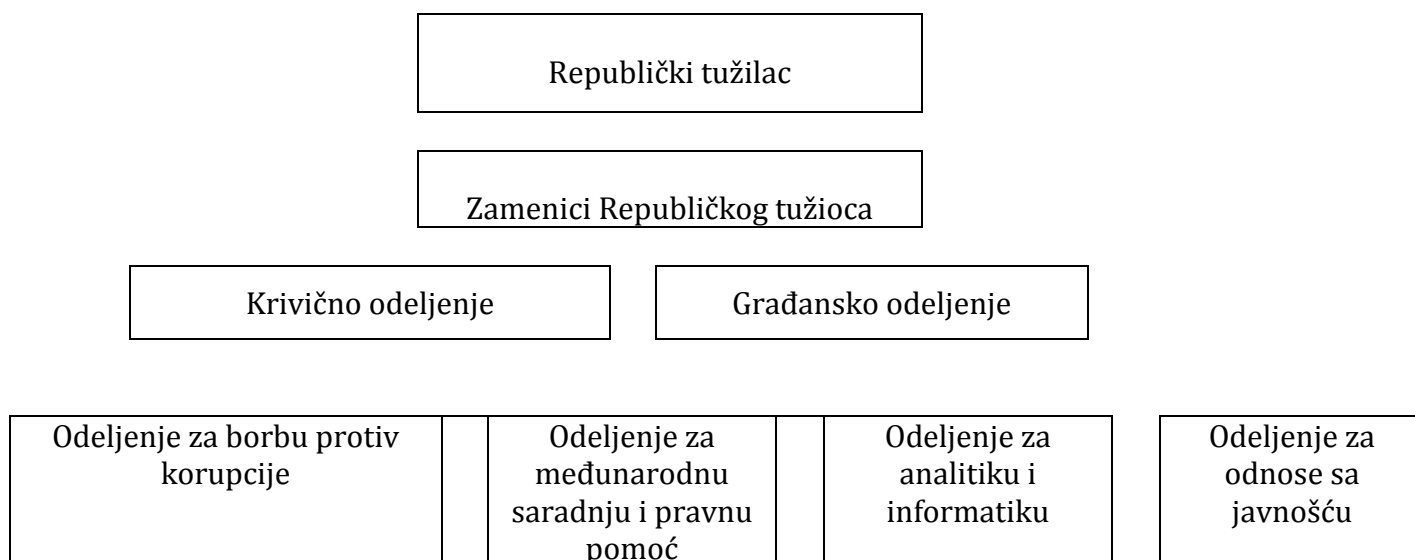 Republički tužilac
Zamenici Republičkog tužioca
Krivično odeljenje
Građansko odeljenje
Odeljenje za borbu protiv
korupcije
Odeljenje za
međunarodnu
saradnju i pravnu
pomoć
Odeljenje za
analitiku i
informatiku
Odeljenje za
odnose sa
javnošću